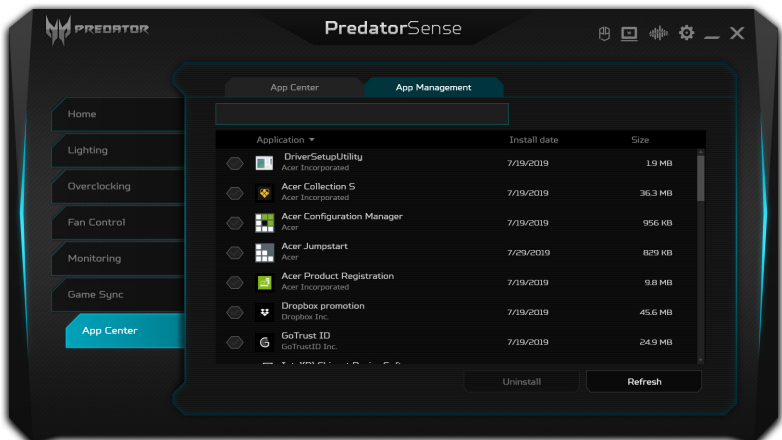 PREDATOR
PredatorSense
App Center
App Management
Home
Lighting
Overclocking
Fan Control
Monitoring
Game Sync
App Center
Application Install date Size
DriverSetupUtility
Acer Incorporated
7/19/2019 1.9 MB
Acer Collection S
Acer Incorporated
7/19/2019 36.3 MB
Acer Configuration Manager
Acer
7/19/2019 956 KB
Acer Jumpstart
Acer
7/29/2019 829 KB
Acer Product Registration
Acer Incorporated
7/19/2019 9.8 MB
Dropbox promotion
Dropbox Inc.
7/19/2019 45.6 MB
GoTrust ID
GoTrustID Inc.
7/19/2019 24.9 MB
Uninstall
Refresh